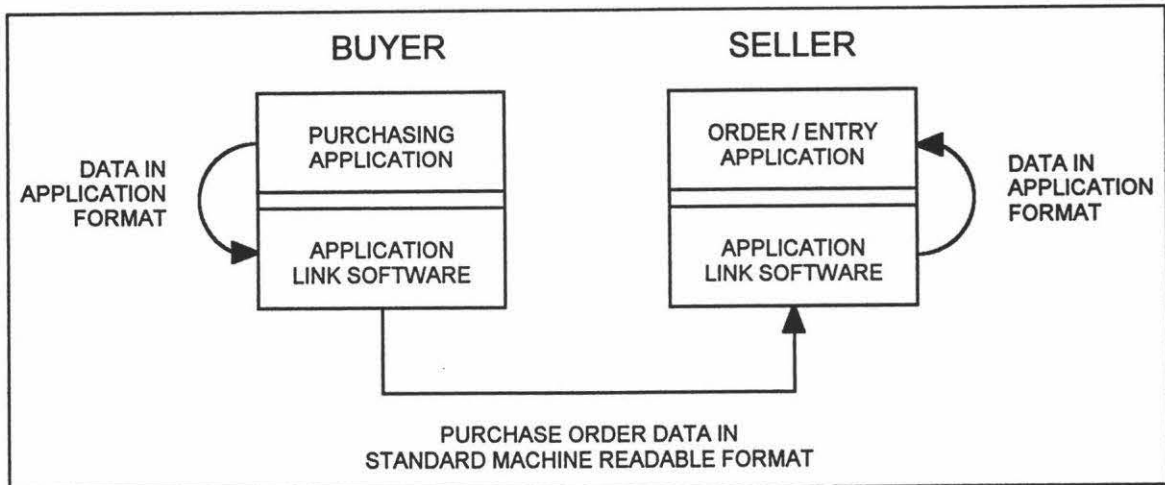 BUYER
SELLER
PURCHASING
APPLICATION
ORDER / ENTRY
APPLICATION
DATA IN
APPLICATION
FORMAT
DATA IN
APPLICATION
FORMAT
APPLICATION
LINK SOFTWARE
APPLICATION
LINK SOFTWARE
PURCHASE ORDER DATA IN
STANDARD MACHINE READABLE FORMAT